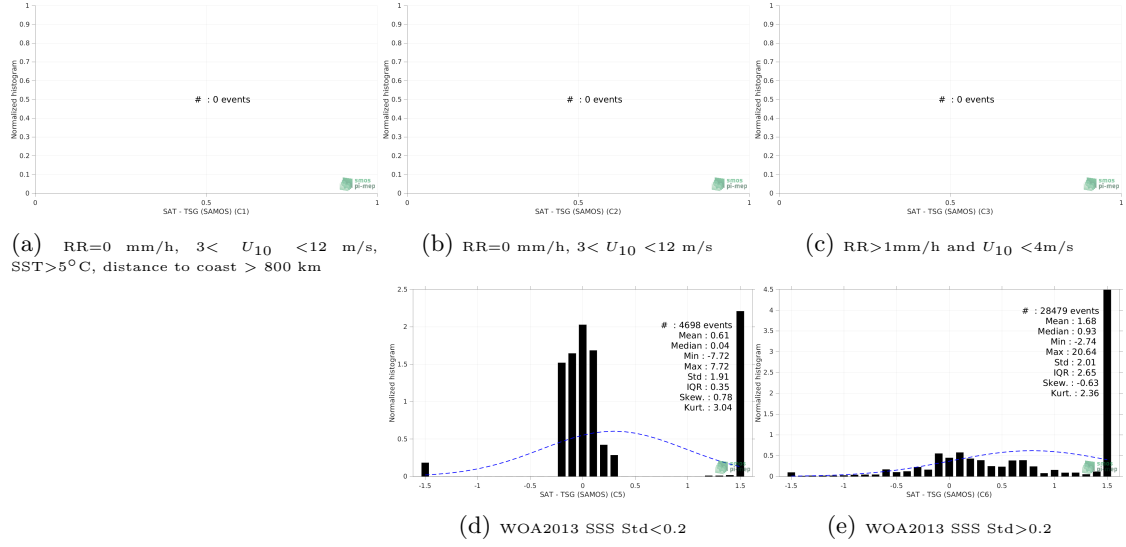 1
0.9
0.8
0.7
0.6
0.5
0.4
0.3
0.2
0.1
0
Normalized histogram
# : 0 events
smos
pi-mep
0 0.5 1
SAT - TSG (SAMOS) (C1)
1
0.9
0.8
0.7
0.6
0.5
0.4
0.3
0.2
0.1
0
Normalized histogram
# : 0 events
smos
pi-mep
0 0.5 1
SAT - TSG (SAMOS) (C2)
1
0.9
0.8
0.7
0.6
0.5
0.4
0.3
0.2
0.1
0
Normalized histogram
# : 0 events
smos
pi-mep
0 0.5 1
SAT - TSG (SAMOS) (C3)
(a) RR=0 mm/h, 3< U10 <12 m/s,
SST>5°C, distance to coast > 800 km
(b) RR=0 mm/h, 3< U10 <12 m/s
(c) RR>1mm/h and U10 <4m/s
2.5
2
1.5
1
0.5
0
Normalized histogram
# : 4698 events
Mean : 0.61
Median : 0.04
Min : -7.72
Max : 7.72
Std : 1.91
IQR : 0.35
Skew. : 0.78
Kurt. : 3.04
smos
pi-mep
-1.5 -1 -0.5 0 0.5 1 1.5
SAT - TSG (SAMOS) (C5)
4.5
4
3.5
3
2.5
2
1.5
1
0.5
0
Normalized histogram
# : 28479 events
Mean : 1.68
Median : 0.93
Min : -2.74
Max : 20.64
Std : 2.01
IQR : 2.65
Skew. : -0.63
Kurt. : 2.36
smos
pi-mep
-1.5 -1 -0.5 0 0.5 1 1.5
SAT - TSG (SAMOS) (C6)
(d) WOA2013 SSS Std<0.2
(e) WOA2013 SSS Std>0.2